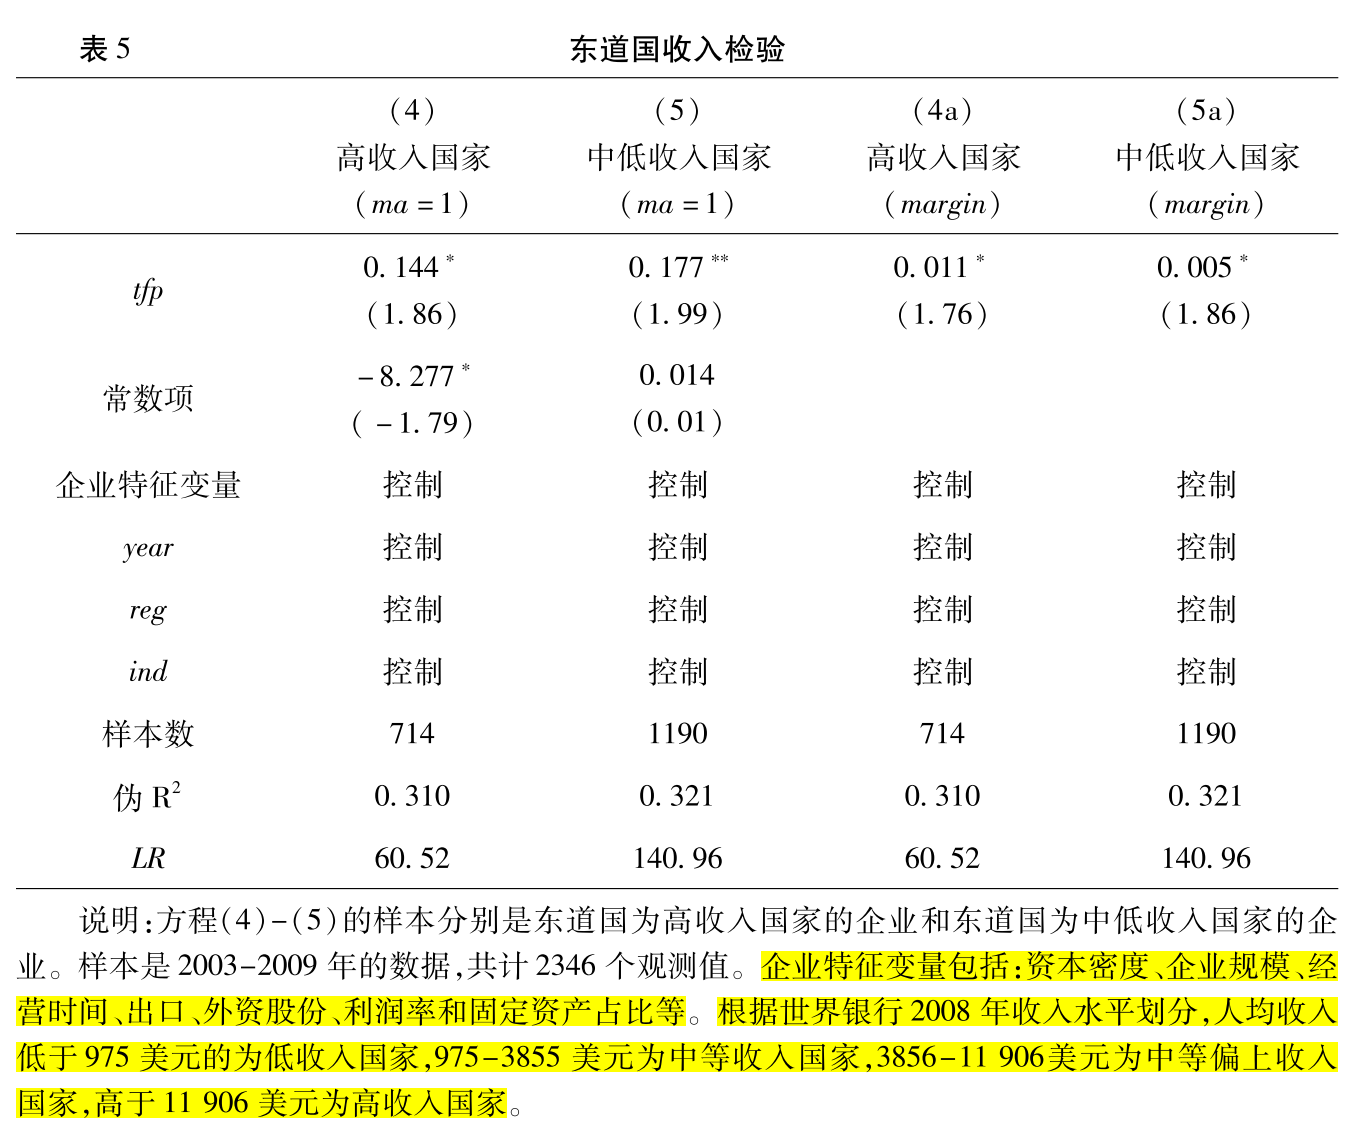 表 5 东道国收入检验
(4) (5) (4a) (5a)
高收入国家 中低收入国家 高收入国家 中低收入国家
(ma = 1) (ma = 1) (margin) (margin)
tfp 0. 144* 0. 177** 0. 011* 0. 005*
(1. 86) (1. 99) (1. 76) (1. 86)
常数项 -8. 277* 0. 014
( -1. 79) (0. 01)
企业特征变量 控制 控制 控制 控制
year 控制 控制 控制 控制
reg 控制 控制 控制 控制
ind 控制 控制 控制 控制
样本数 714 1190 714 1190
伪 R² 0. 310 0. 321 0. 310 0. 321
LR 60. 52 140. 96 60. 52 140. 96
说明:方程(4)-(5)的样本分别是东道国为高收入国家的企业和东道国为中低收入国家的企
业。样本是 2003-2009 年的数据,共计 2346 个观测值。企业特征变量包括:资本密度、企业规模、经
营时间、出口、外资股份、利润率和固定资产占比等。根据世界银行 2008 年收入水平划分,人均收入
低于 975 美元的为低收入国家,975-3855 美元为中等收入国家,3856-11 906美元为中等偏上收入
国家,高于 11 906 美元为高收入国家。